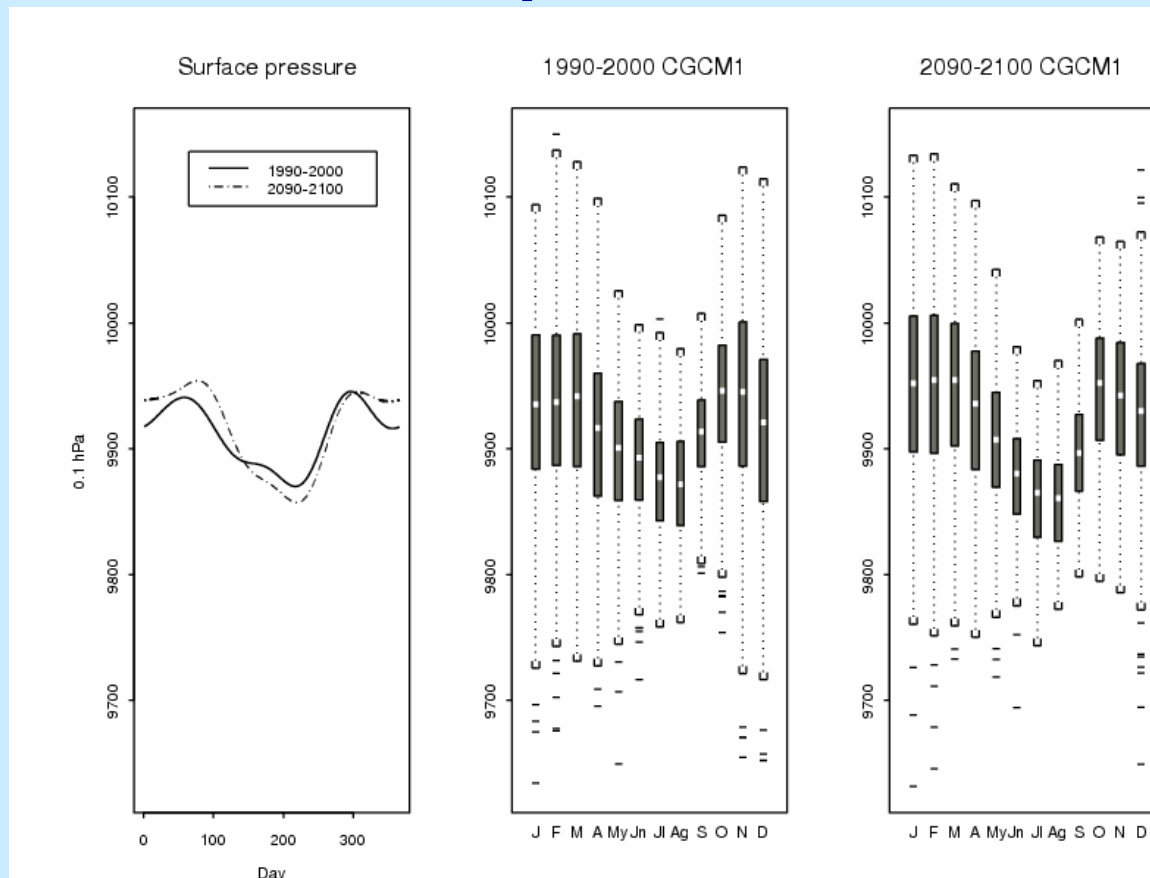 Surface pressure
1990-2000 CGCM1
2090-2100 CGCM1
1990-2000
2090-2100
0.1 hPa
10100
10000
9900
9800
9700
0 100 200 300
Day
10100
10000
9900
9800
9700
J F M A My Jn Jl Ag S O N D
10100
10000
9900
9800
9700
J F M A My Jn Jl Ag S O N D